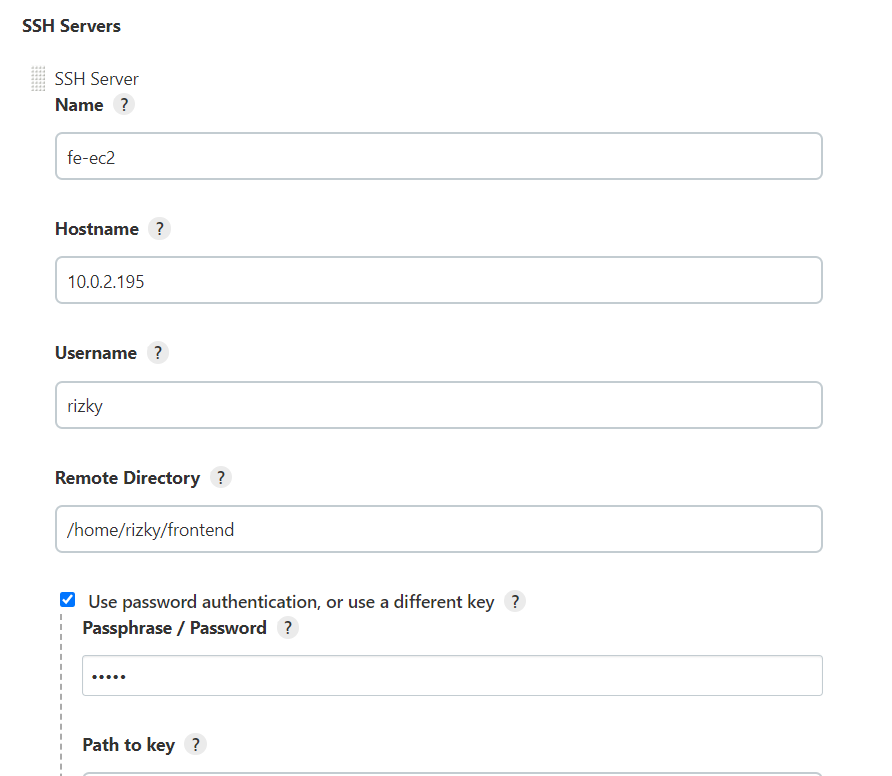 SSH Servers
SSH Server
Name ?
fe-ec2
Hostname ?
10.0.2.195
Username ?
rizky
Remote Directory ?
/home/rizky/frontend
Use password authentication, or use a different key ?
Passphrase / Password ?
•••••
Path to key ?